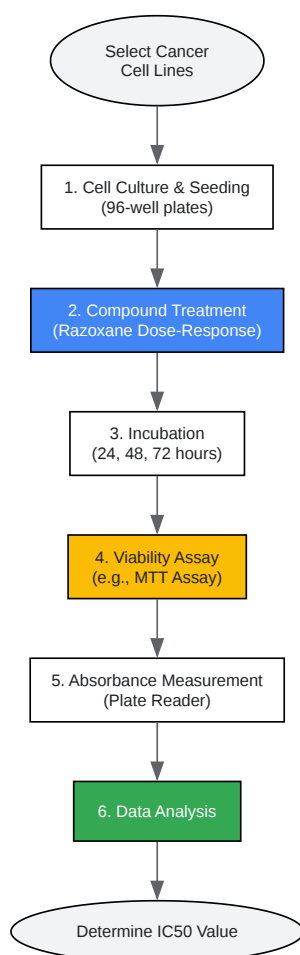 Select Cancer
Cell Lines
1. Cell Culture & Seeding
(96-well plates)
2. Compound Treatment
(Razoxane Dose-Response)
3. Incubation
(24, 48, 72 hours)
4. Viability Assay
(e.g., MTT Assay)
5. Absorbance Measurement
(Plate Reader)
6. Data Analysis
Determine IC50 Value